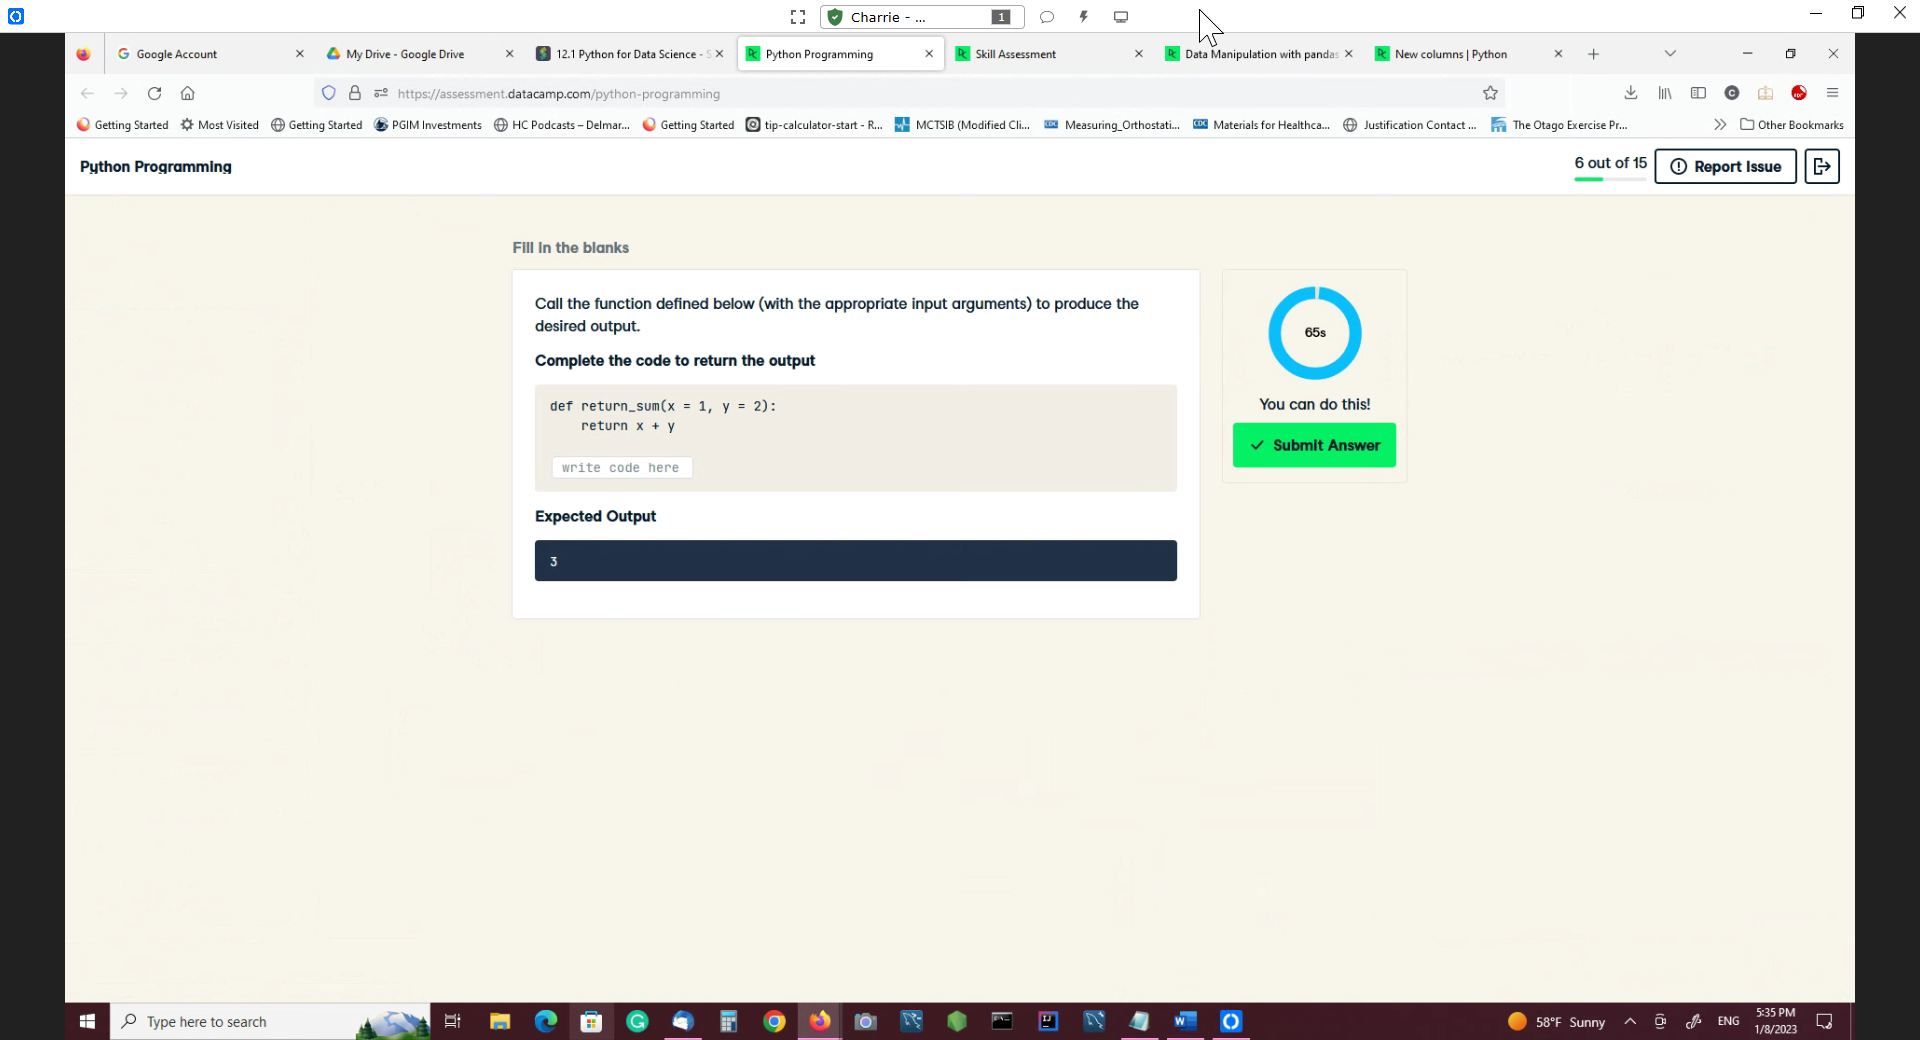 Charrie - ...
1
Google Account
My Drive - Google Drive
12.1 Python for Data Science - S
Python Programming
Skill Assessment
Data Manipulation with pandas
New columns | Python
https://assessment.datacamp.com/python-programming
Getting Started
Most Visited
Getting Started
PGIM Investments
HC Podcasts – Delmar...
Getting Started
tip-calculator-start - R...
MCTSIB (Modified Cli...
Measuring_Orthostati...
Materials for Healthca...
Justification Contact ...
The Otago Exercise Pr...
Other Bookmarks
Python Programming
6 out of 15
Report Issue
Fill in the blanks
Call the function defined below (with the appropriate input arguments) to produce the
desired output.
Complete the code to return the output
def return_sum(x = 1, y = 2):
return x + y
write code here
Expected Output
3
65s
You can do this!
Submit Answer
Type here to search
58°F Sunny
ENG
5:35 PM
1/8/2023